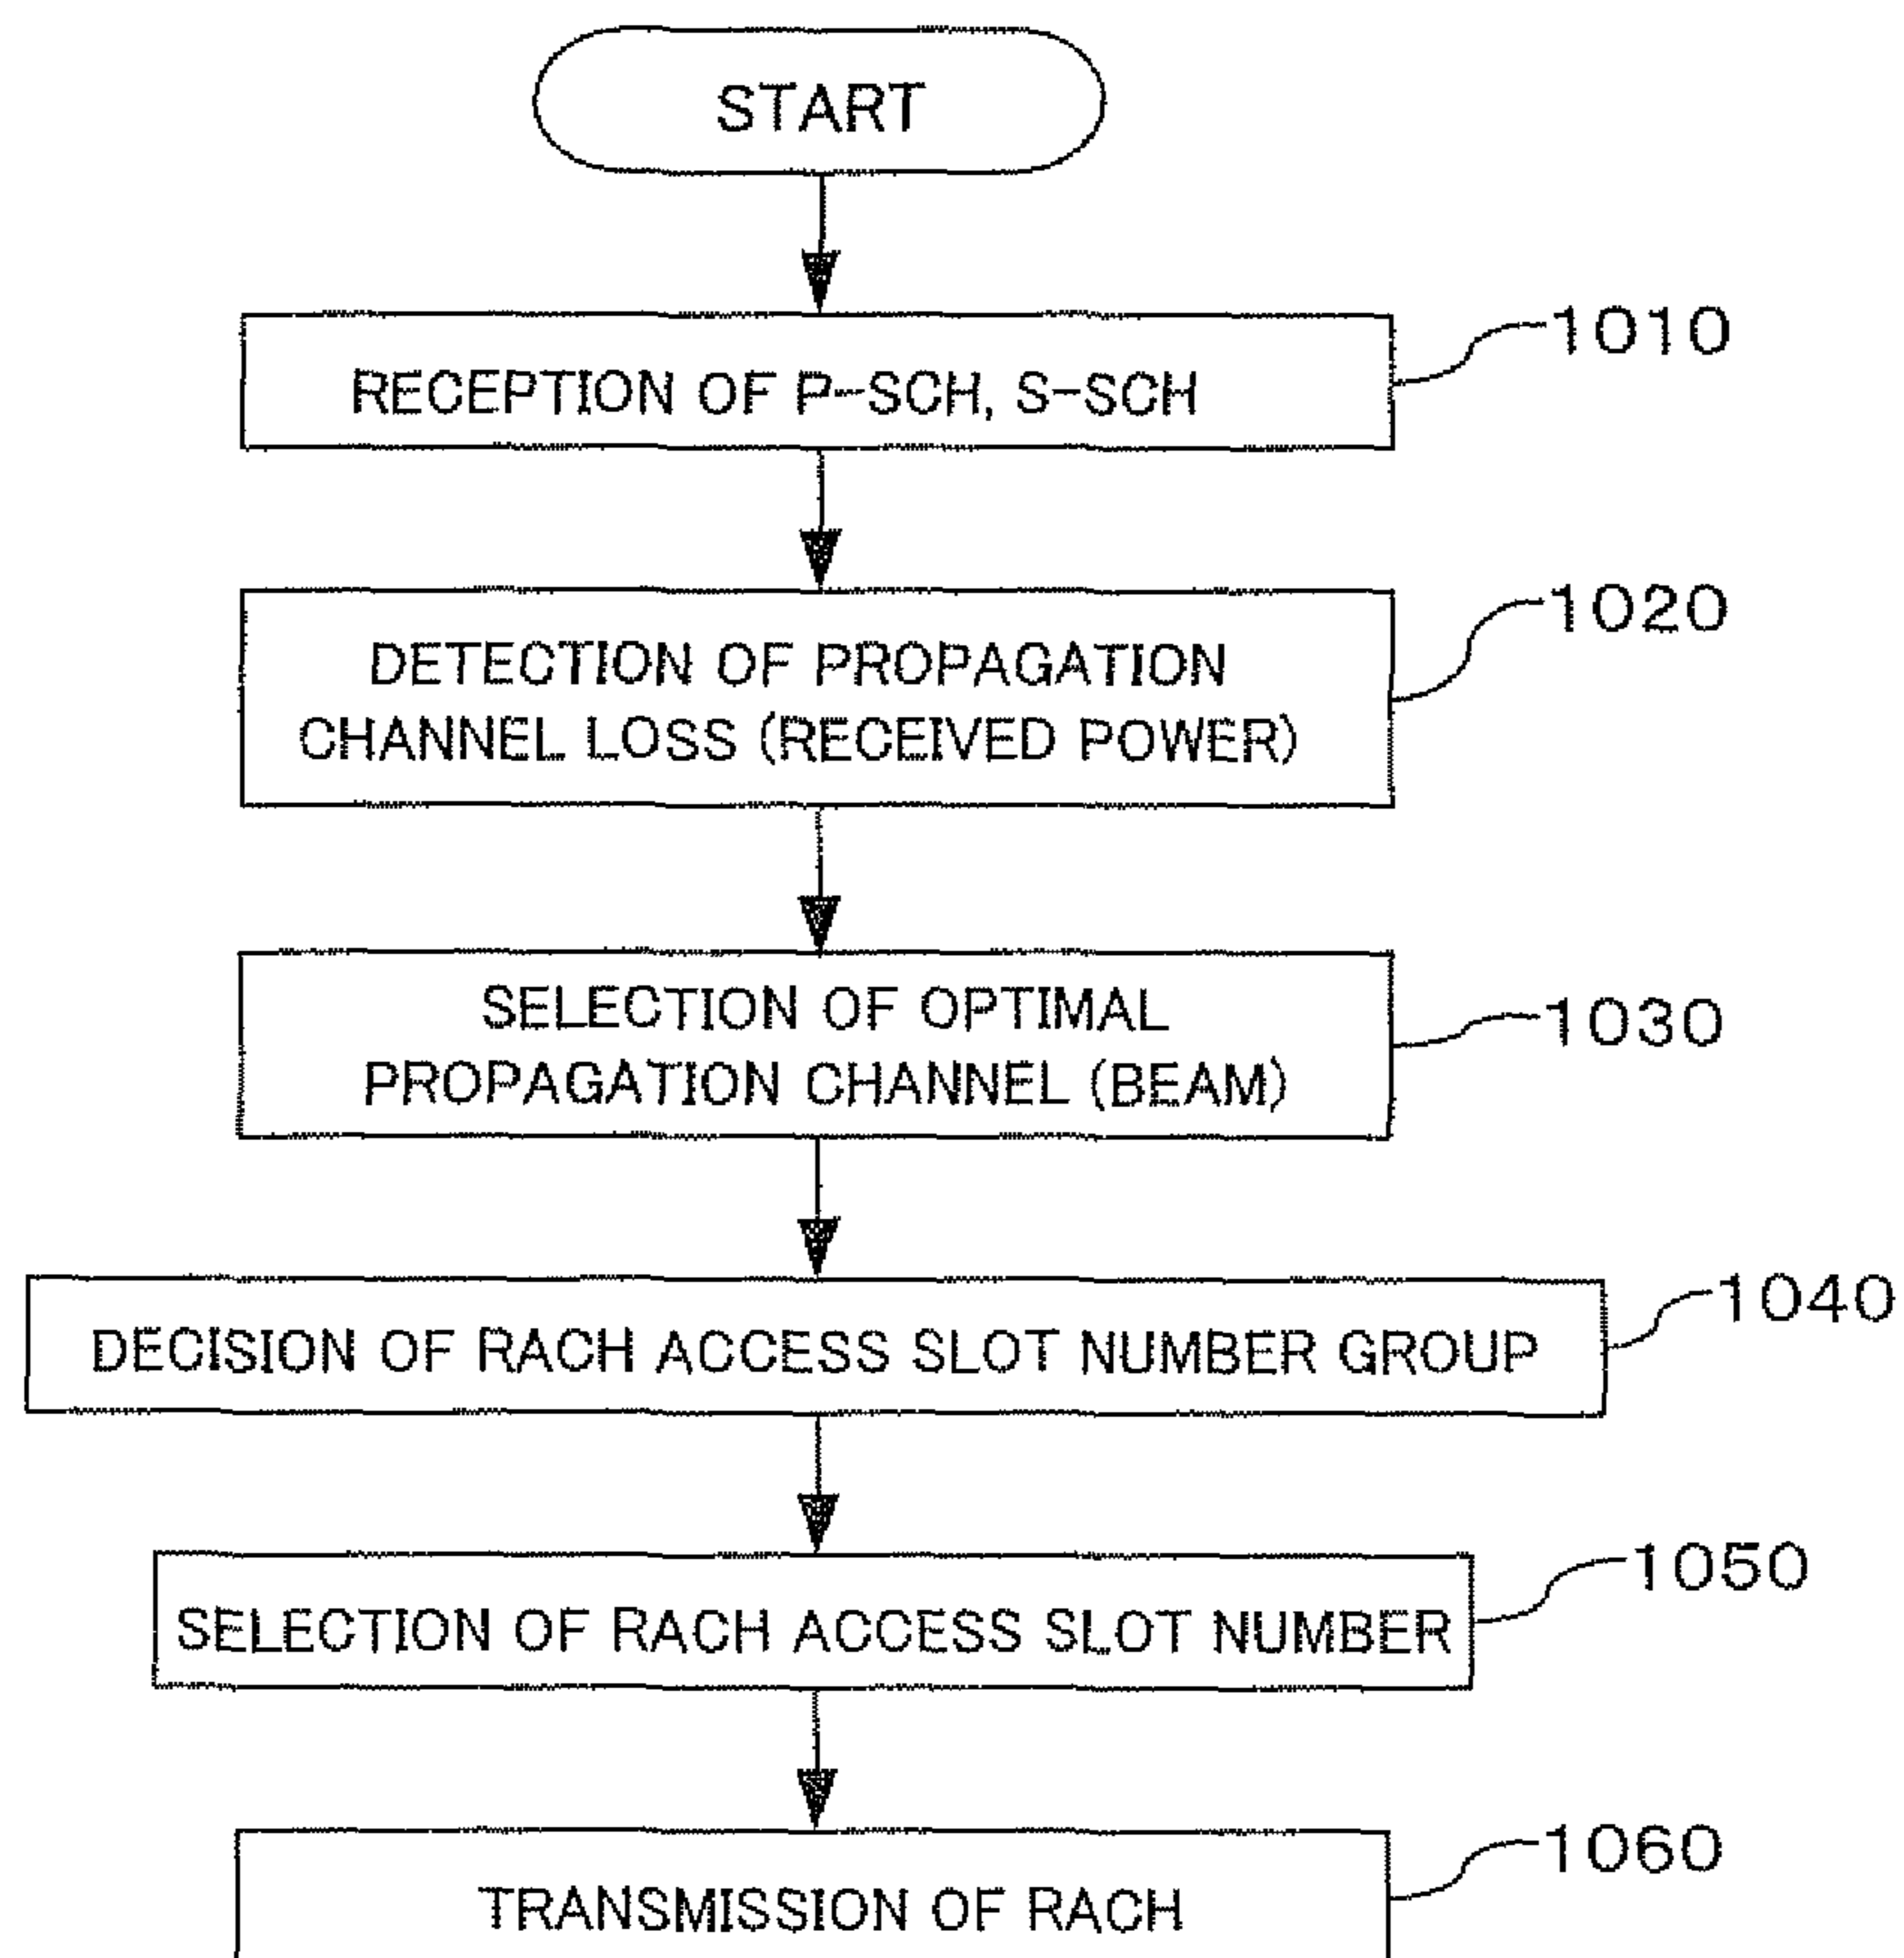 START
1010
RECEPTION OF P-SCH, S-SCH
1020
DETECTION OF PROPAGATION
CHANNEL LOSS (RECEIVED POWER)
1030
SELECTION OF OPTIMAL
PROPAGATION CHANNEL (BEAM)
1040
DECISION OF RACH ACCESS SLOT NUMBER GROUP
1050
SELECTION OF RACH ACCESS SLOT NUMBER
1060
TRANSMISSION OF RACH